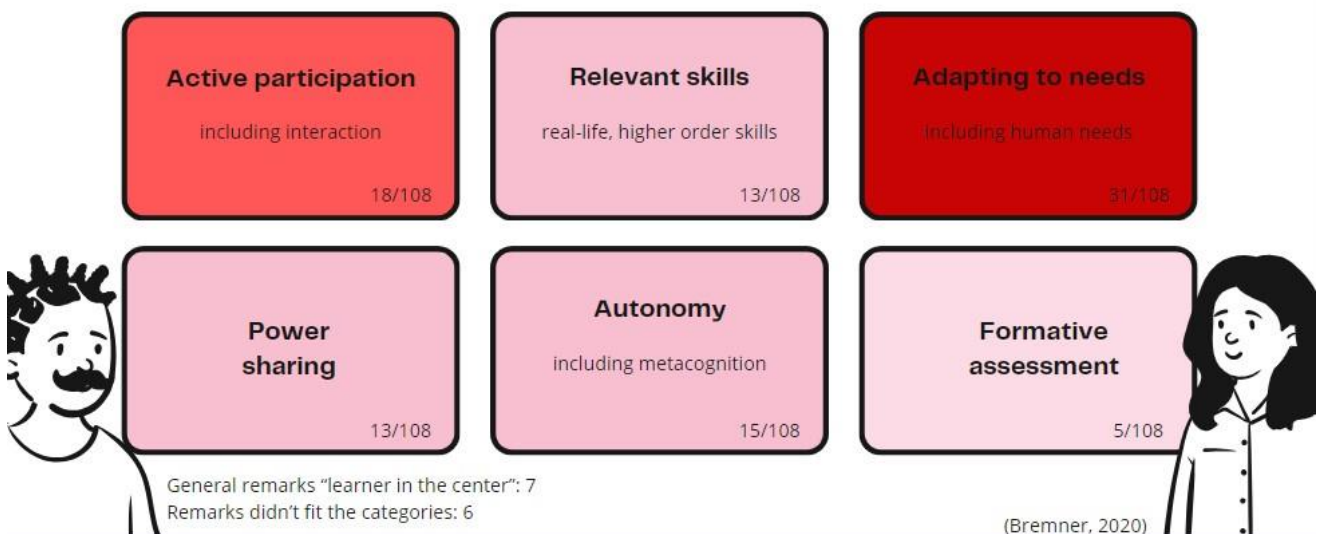 Active participation
including interaction
18/108
Relevant skills
real-life, higher order skills
13/108
Adapting to needs
including human needs
31/108
Power
sharing
13/108
Autonomy
including metacognition
15/108
Formative
assessment
5/108
General remarks “learner in the center”: 7
Remarks didn’t fit the categories: 6
(Bremner, 2020)